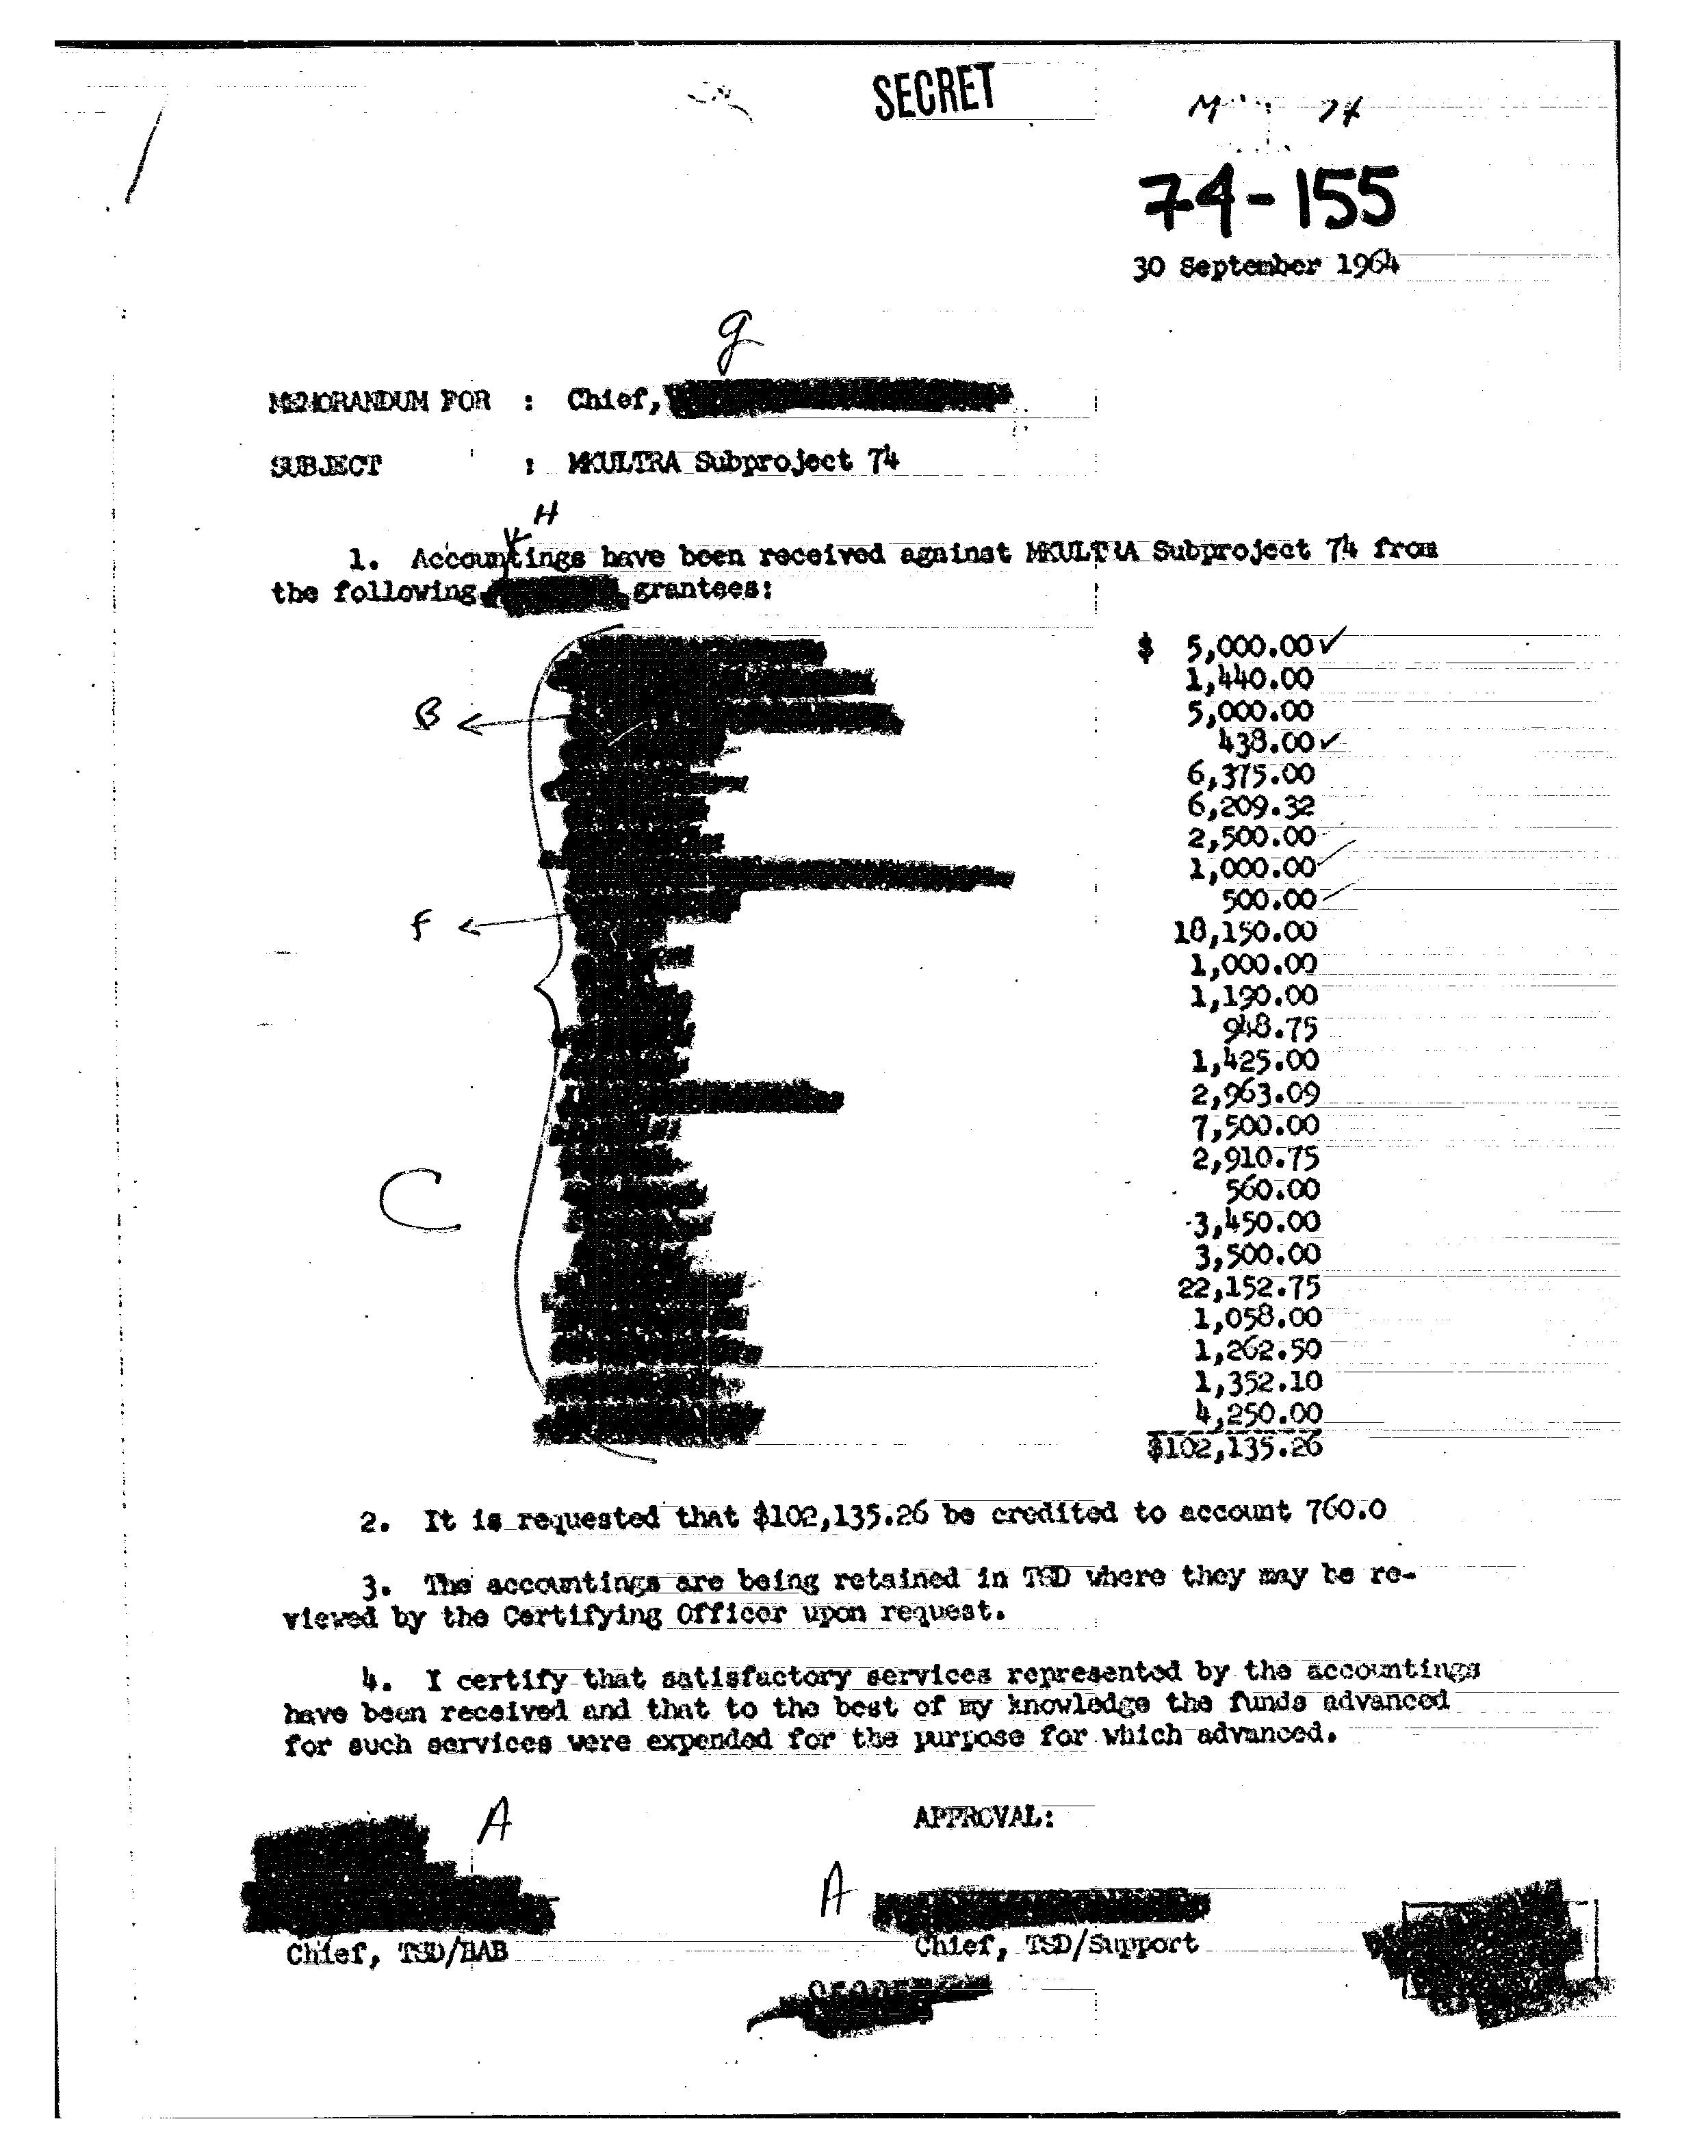 SECRET
74-155
30 September 1964
g
MEMORANDUM FOR : Chief,
SUBJECT : MKULTRA Subproject 74
H
1. Accountings have been received against MKULTRA Subproject 74 from
the following grantees:
$ 5,000.00 ✓
1,440.00
B 5,000.00
438.00 ✓
6,375.00
6,209.32
2,500.00
1,000.00
F 500.00
18,150.00
1,000.00
1,190.00
948.75
1,425.00
2,963.09
7,500.00
2,910.75
C 560.00
3,450.00
3,500.00
22,152.75
1,058.00
1,262.50
1,352.10
4,250.00
$102,135.26
2. It is requested that $102,135.26 be credited to account 760.0
3. The accountings are being retained in TSD where they may be re-
viewed by the Certifying Officer upon request.
4. I certify that satisfactory services represented by the accountings
have been received and that to the best of my knowledge the funds advanced
for such services were expended for the purpose for which advanced.
APPROVAL:
A
A
Chief, TSD/BAB Chief, TSD/Support